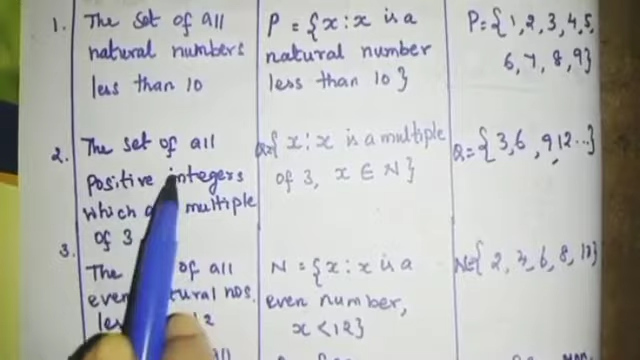 1. The set of all
natural numbers
less than 10
P = {x : x is a
natural number
less than 10}
P = {1, 2, 3, 4, 5,
6, 7, 8, 9}
2. The set of all
positive integers
which multiple
of 3
{x : x is a multiple
of 3, x ∈ N}
Q = {3, 6, 9, 12...}
3.
The of all
even nos.
N = {x : x is a
even number,
x < 12}
N = { 2, 4, 6, 8, 10}